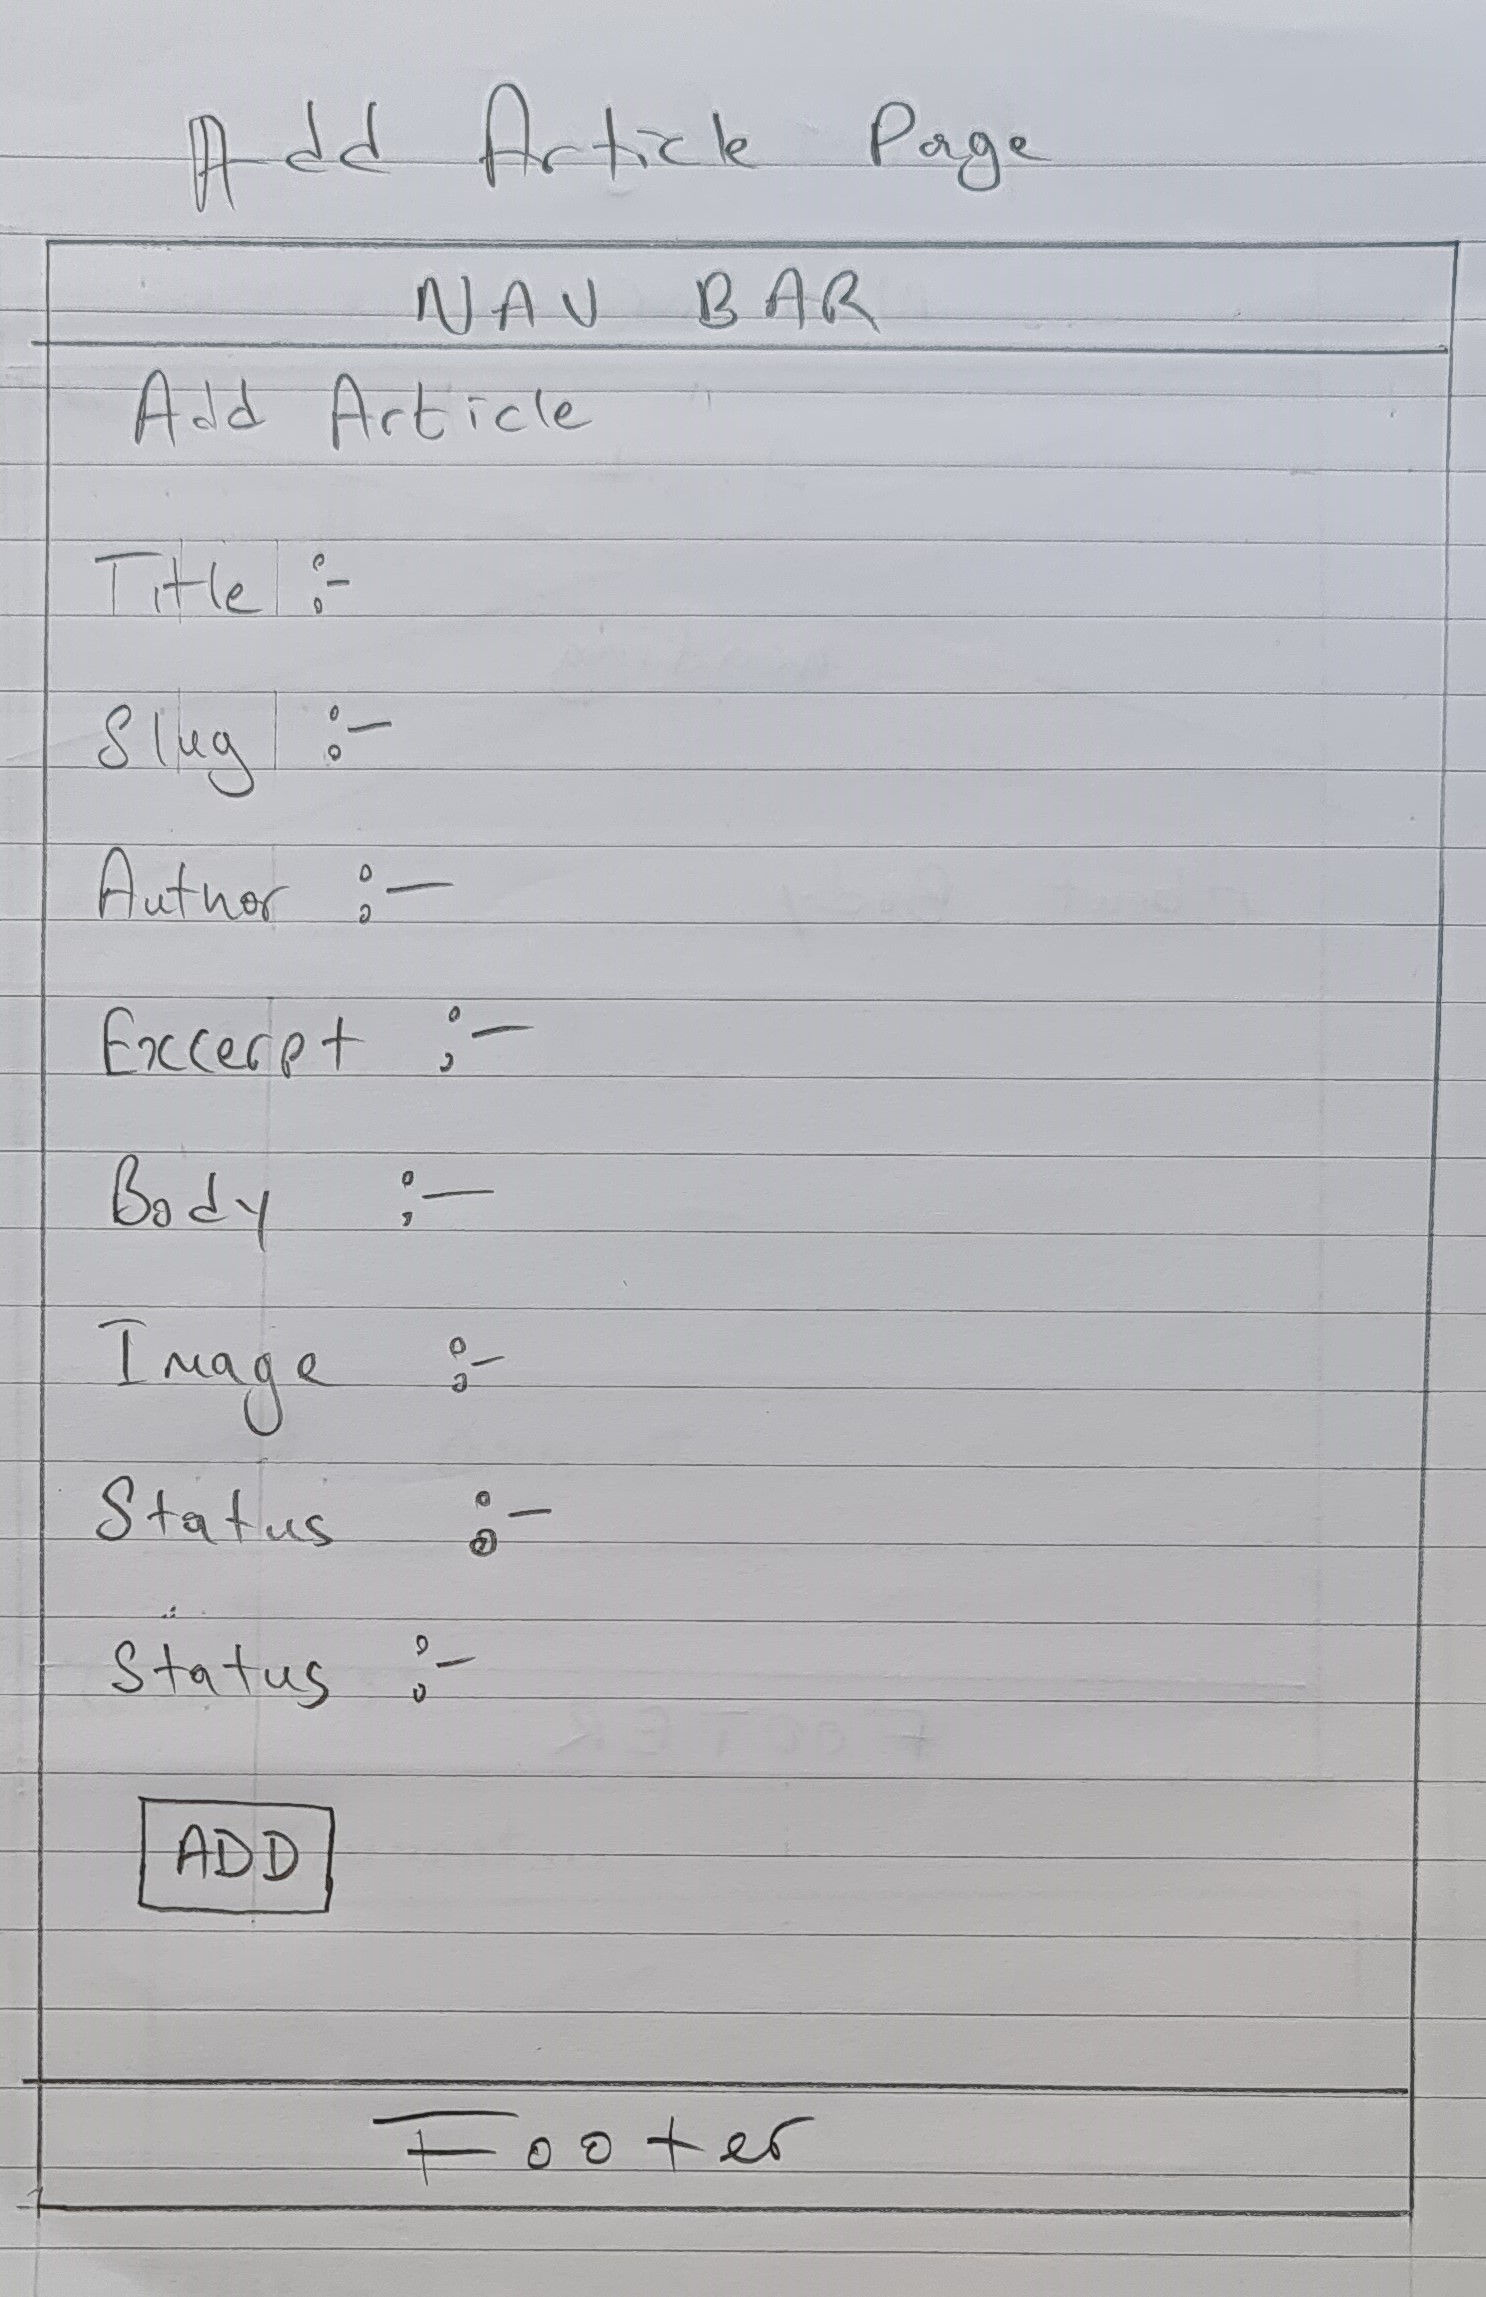 Add Article Page
NAV BAR
Add Article
Title :-
Slug :-
Author :-
Excerpt :-
Body :-
Image :-
Status :-
Status :-
ADD
Footer